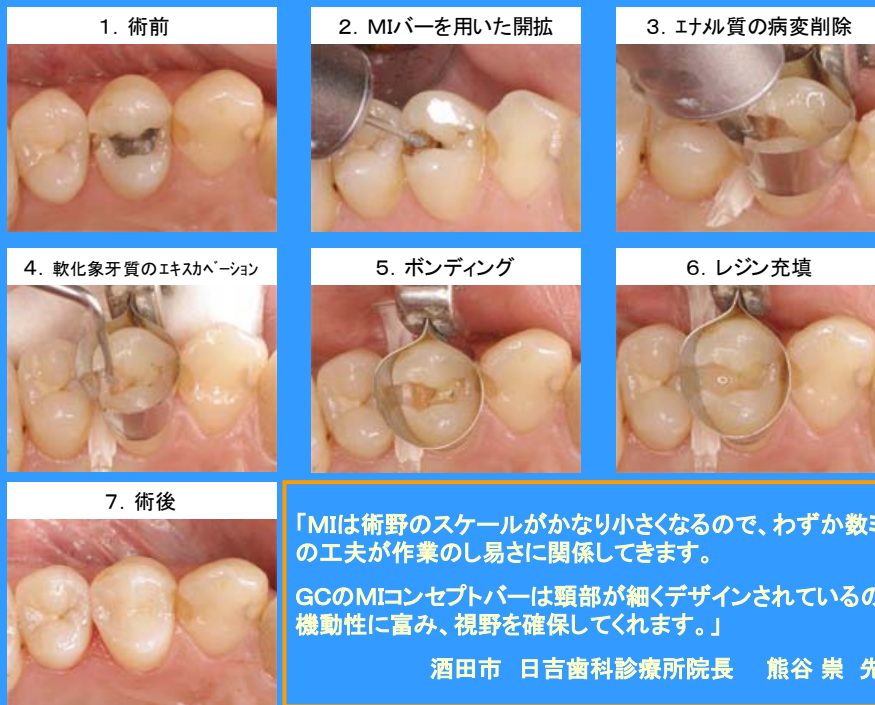 1. 術前
2. MIバーを用いた開拡
3. エナメル質の病変削除
4. 軟化象牙質のエキスカベーション
5. ボンディング
6. レジン充填
7. 術後
「MIは術野のスケールがかなり小さくなるので、わずか数ミ
の工夫が作業のし易さに関係してきます。
GCのMIコンセプトバーは頸部が細くデザインされているの
機動性に富み、視野を確保してくれます。」
酒田市 日吉歯科診療所院長 熊谷 崇 先